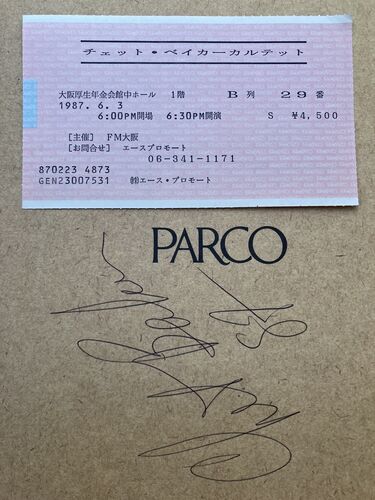 チェット・ベイカーカルテット
大阪厚生年金会館中ホール 1階 B列 29番
1987. 6. 3
6:00PM開場 6:30PM開演 S ¥4,500
[主催] FM大阪
[お問合せ] エースプロモート
06-341-1171
870223 4873
GEN23007531 ㈲エース・プロモート
PARCO